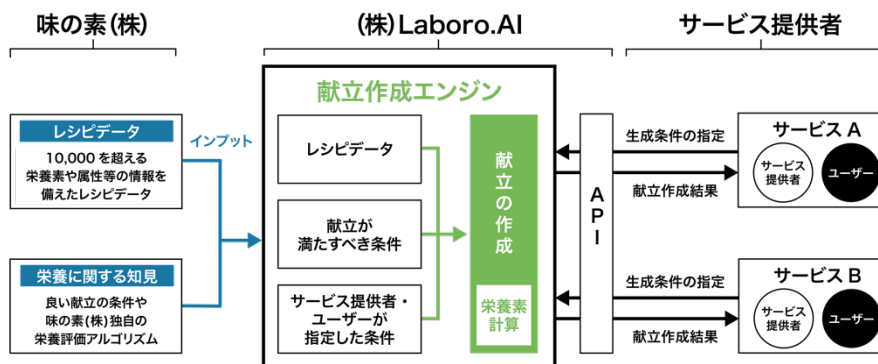 味の素(株)
(株)Laboro.AI
サービス提供者
レシピデータ
10,000を超える
栄養素や属性等の情報を
備えたレシピデータ
栄養に関する知見
良い献立の条件や
味の素(株)独自の
栄養評価アルゴリズム
インプット
献立作成エンジン
レシピデータ
献立が
満たすべき条件
サービス提供者・
ユーザーが
指定した条件
献立の作成
栄養素
計算
API
生成条件の指定
献立作成結果
サービス A
サービス
提供者
ユーザー
生成条件の指定
献立作成結果
サービス B
サービス
提供者
ユーザー